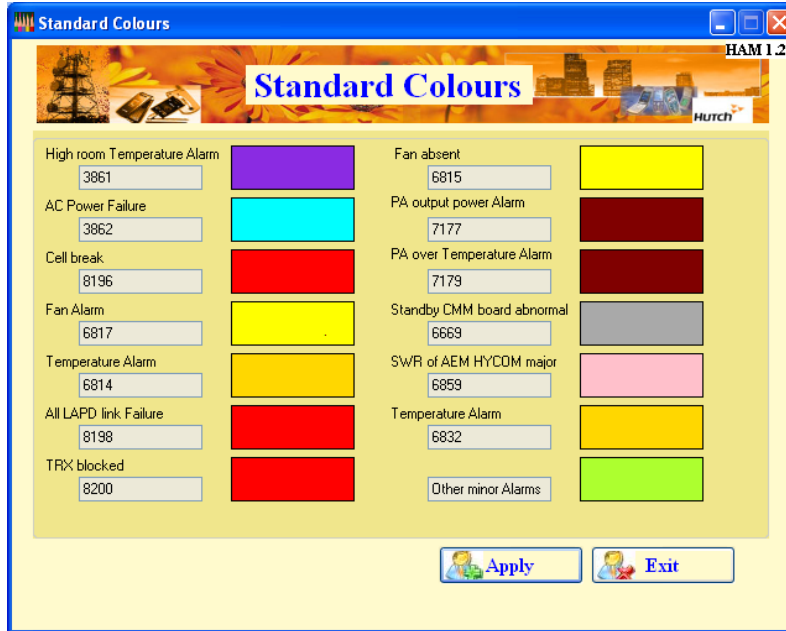 Standard Colours
HAM 1.2
Standard Colours
HUTCH
High room Temperature Alarm
3861
AC Power Failure
3862
Cell break
8196
Fan Alarm
6817
Temperature Alarm
6814
All LAPD link Failure
8198
TRX blocked
8200
Fan absent
6815
PA output power Alarm
7177
PA over Temperature Alarm
7179
Standby CMM board abnormal
6669
SWR of AEM HYCOM major
6859
Temperature Alarm
6832
Other minor Alarms
Apply
Exit